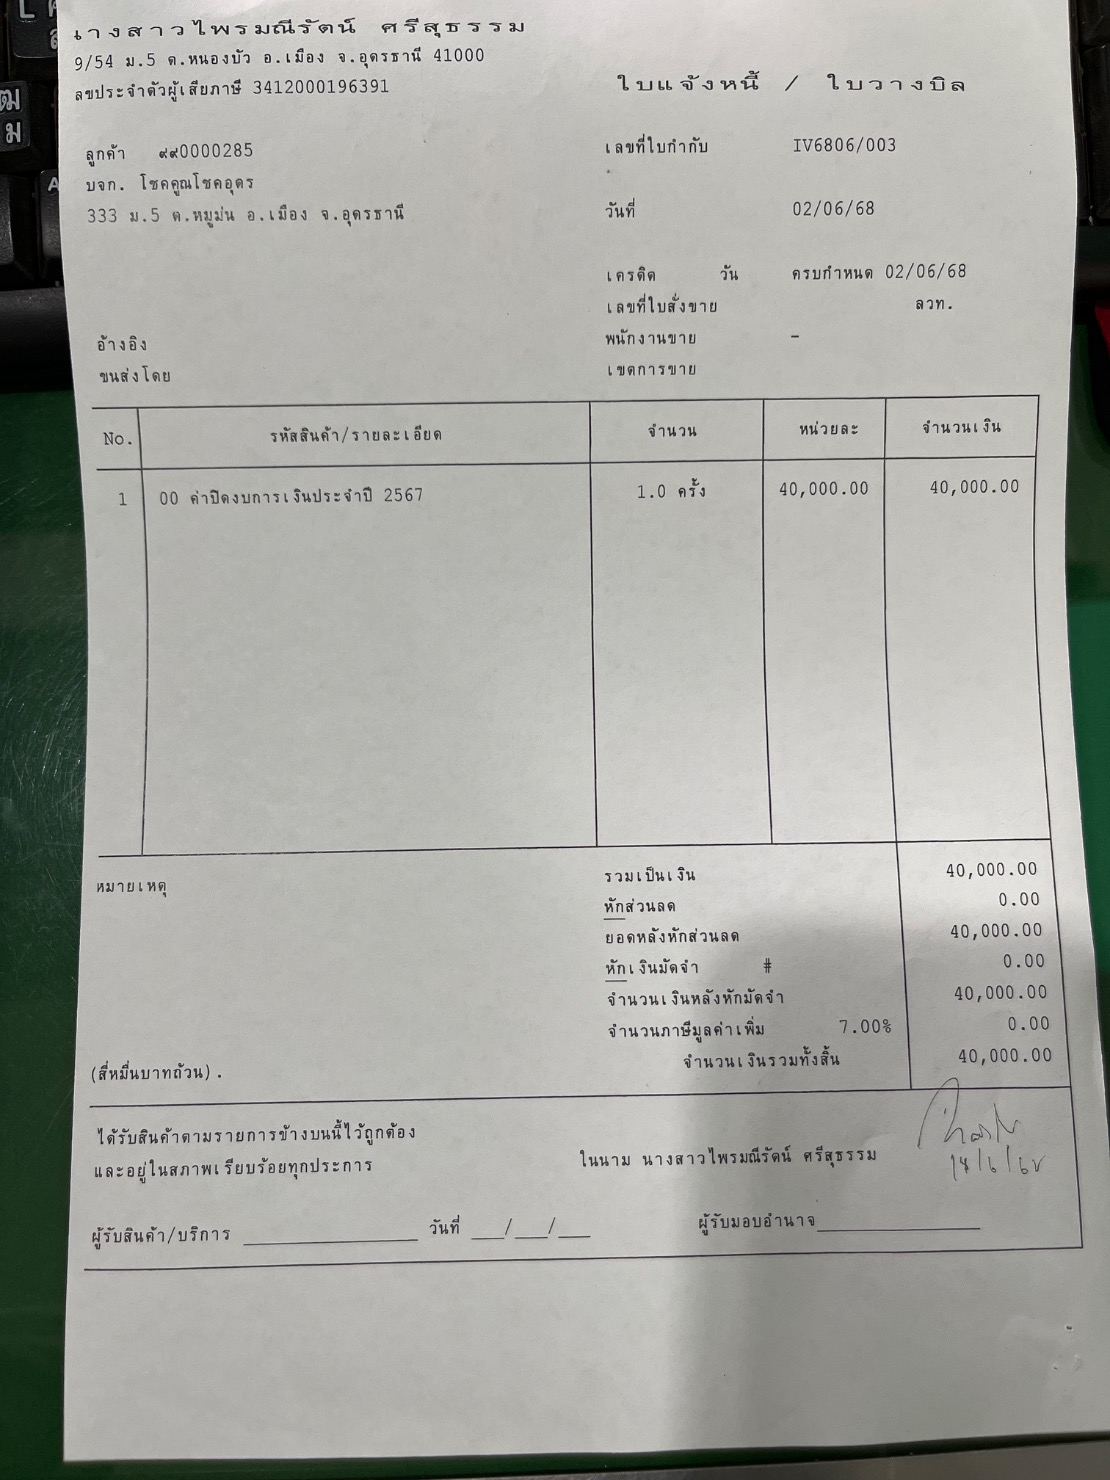 นางสาวไพรมณีรัตน์ ศรีสุธรรม
9/54 ม.5 ต.หนองบัว อ.เมือง จ.อุดรธานี 41000
ลขประจำตัวผู้เสียภาษี 3412000196391
ใบแจ้งหนี้ / ใบวางบิล
ลูกค้า ๙๙0000285
เลขที่ใบกำกับ IV6806/003
บจก. โชคคูณโชคอุดร
333 ม.5 ต.หมูม่น อ.เมือง จ.อุดรธานี
วันที่ 02/06/68
เครดิต วัน ครบกำหนด 02/06/68
เลขที่ใบสั่งขาย ลวท.
อ้างอิง
พนักงานขาย -
ขนส่งโดย
เขตการขาย
No. รหัสสินค้า/รายละเอียด จำนวน หน่วยละ จำนวนเงิน
1 00 ค่าปิดงบการเงินประจำปี 2567 1.0 ครั้ง 40,000.00 40,000.00
หมายเหตุ
รวมเป็นเงิน 40,000.00
หักส่วนลด 0.00
ยอดหลังหักส่วนลด 40,000.00
หักเงินมัดจำ # 0.00
จำนวนเงินหลังหักมัดจำ 40,000.00
จำนวนภาษีมูลค่าเพิ่ม 7.00% 0.00
จำนวนเงินรวมทั้งสิ้น 40,000.00
(สี่หมื่นบาทถ้วน).
ได้รับสินค้าตามรายการข้างบนนี้ไว้ถูกต้อง
และอยู่ในสภาพเรียบร้อยทุกประการ
ในนาม นางสาวไพรมณีรัตน์ ศรีสุธรรม
ผู้รับสินค้า/บริการ ________________ วันที่ ___/___/___
ผู้รับมอบอำนาจ________________